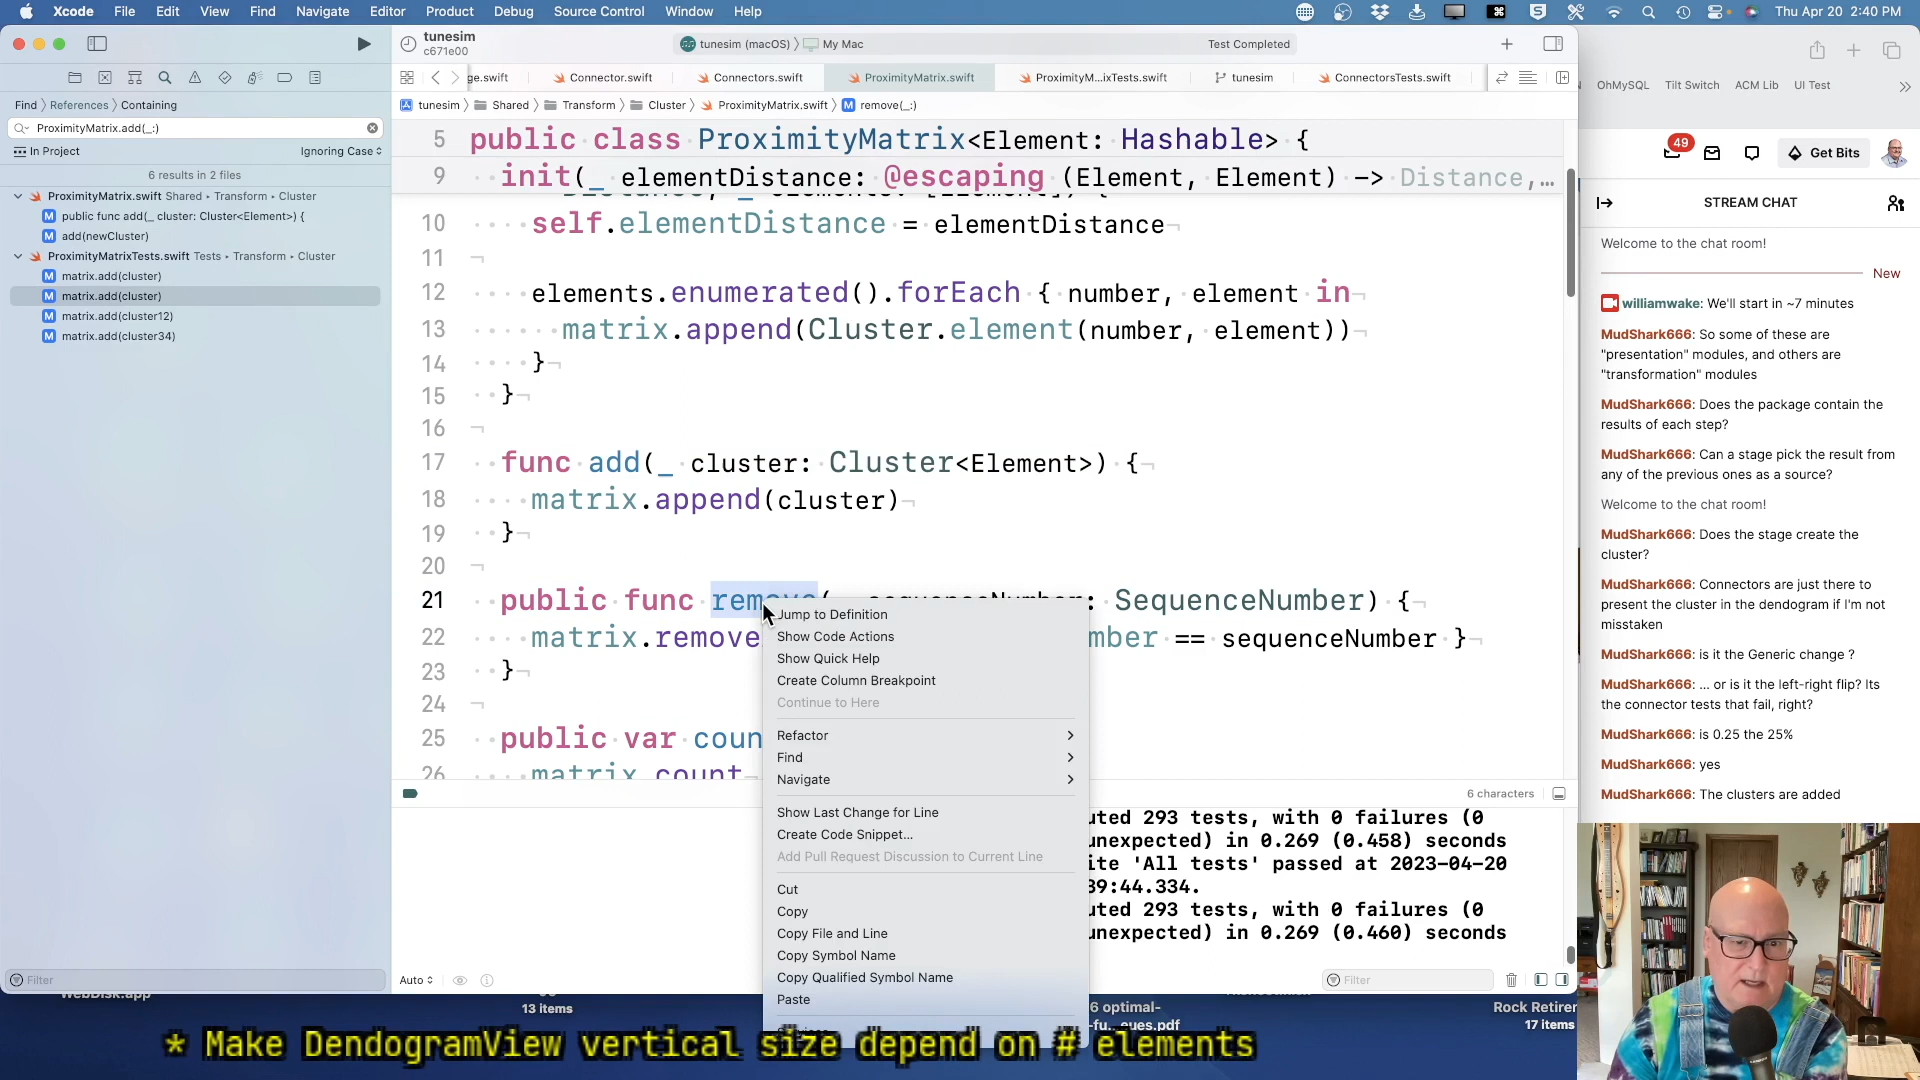 Xcode File Edit View Find Navigate Editor Product Debug Source Control Window Help
Thu Apr 20 2:40 PM
tunesim
c671e00
tunesim (macOS) 〉 My Mac
Test Completed
ge.swift
Connector.swift
Connectors.swift
ProximityMatrix.swift
ProximityM...ixTests.swift
tunesim
ConnectorsTests.swift
OhMySQL
Tilt Switch
ACM Lib
UI Test
Find 〉 References 〉 Containing
ProximityMatrix.add(_:)
In Project
Ignoring Case
6 results in 2 files
ProximityMatrix.swift Shared ▸ Transform ▸ Cluster
public func add(_ cluster: Cluster<Element>) {
add(newCluster)
ProximityMatrixTests.swift Tests ▸ Transform ▸ Cluster
matrix.add(cluster)
matrix.add(cluster)
matrix.add(cluster12)
matrix.add(cluster34)
Filter
tunesim 〉 Shared 〉 Transform 〉 Cluster 〉 ProximityMatrix.swift 〉 remove(_:)
5 public class ProximityMatrix<Element: Hashable> {
9 init(_ elementDistance: @escaping (Element, Element) -> Distance,…
10 self.elementDistance = elementDistance
11
12 elements.enumerated().forEach { number, element in
13 matrix.append(Cluster.element(number, element))
14 }
15 }
16
17 func add(_ cluster: Cluster<Element>) {
18 matrix.append(cluster)
19 }
20
21 public func remove(_ sequenceNumber: SequenceNumber) {
22 matrix.remove mber == sequenceNumber }
23 }
24
25 public var coun
26 matrix.count
Jump to Definition
Show Code Actions
Show Quick Help
Create Column Breakpoint
Continue to Here
Refactor
Find
Navigate
Show Last Change for Line
Create Code Snippet...
Add Pull Request Discussion to Current Line
Cut
Copy
Copy File and Line
Copy Symbol Name
Copy Qualified Symbol Name
Paste
6 characters
uted 293 tests, with 0 failures (0
unexpected) in 0.269 (0.458) seconds
ite 'All tests' passed at 2023-04-20
39:44.334.
uted 293 tests, with 0 failures (0
unexpected) in 0.269 (0.460) seconds
Auto
Filter
49
Get Bits
STREAM CHAT
Welcome to the chat room!
New
williamwake: We'll start in ~7 minutes
MudShark666: So some of these are
"presentation" modules, and others are
"transformation" modules
MudShark666: Does the package contain the
results of each step?
MudShark666: Can a stage pick the result from
any of the previous ones as a source?
Welcome to the chat room!
MudShark666: Does the stage create the
cluster?
MudShark666: Connectors are just there to
present the cluster in the dendogram if I'm not
misstaken
MudShark666: is it the Generic change ?
MudShark666: ... or is it the left-right flip? Its
the connector tests that fail, right?
MudShark666: is 0.25 the 25%
MudShark666: yes
MudShark666: The clusters are added
WebDisk.app
13 items
6 optimal-
-fu...eues.pdf
Rock Retirer
17 items
* Make DendogramView vertical size depend on # elements